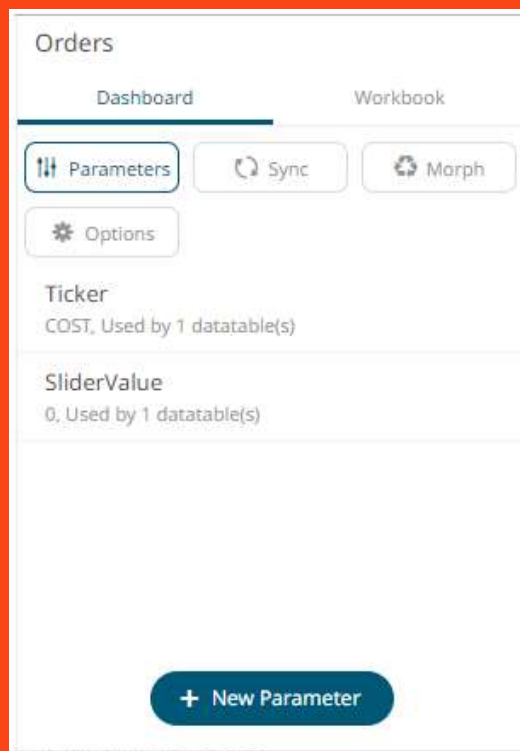 Orders
Dashboard Workbook
Parameters Sync Morph
Options
Ticker
COST, Used by 1 datatable(s)
SliderValue
0, Used by 1 datatable(s)
+ New Parameter